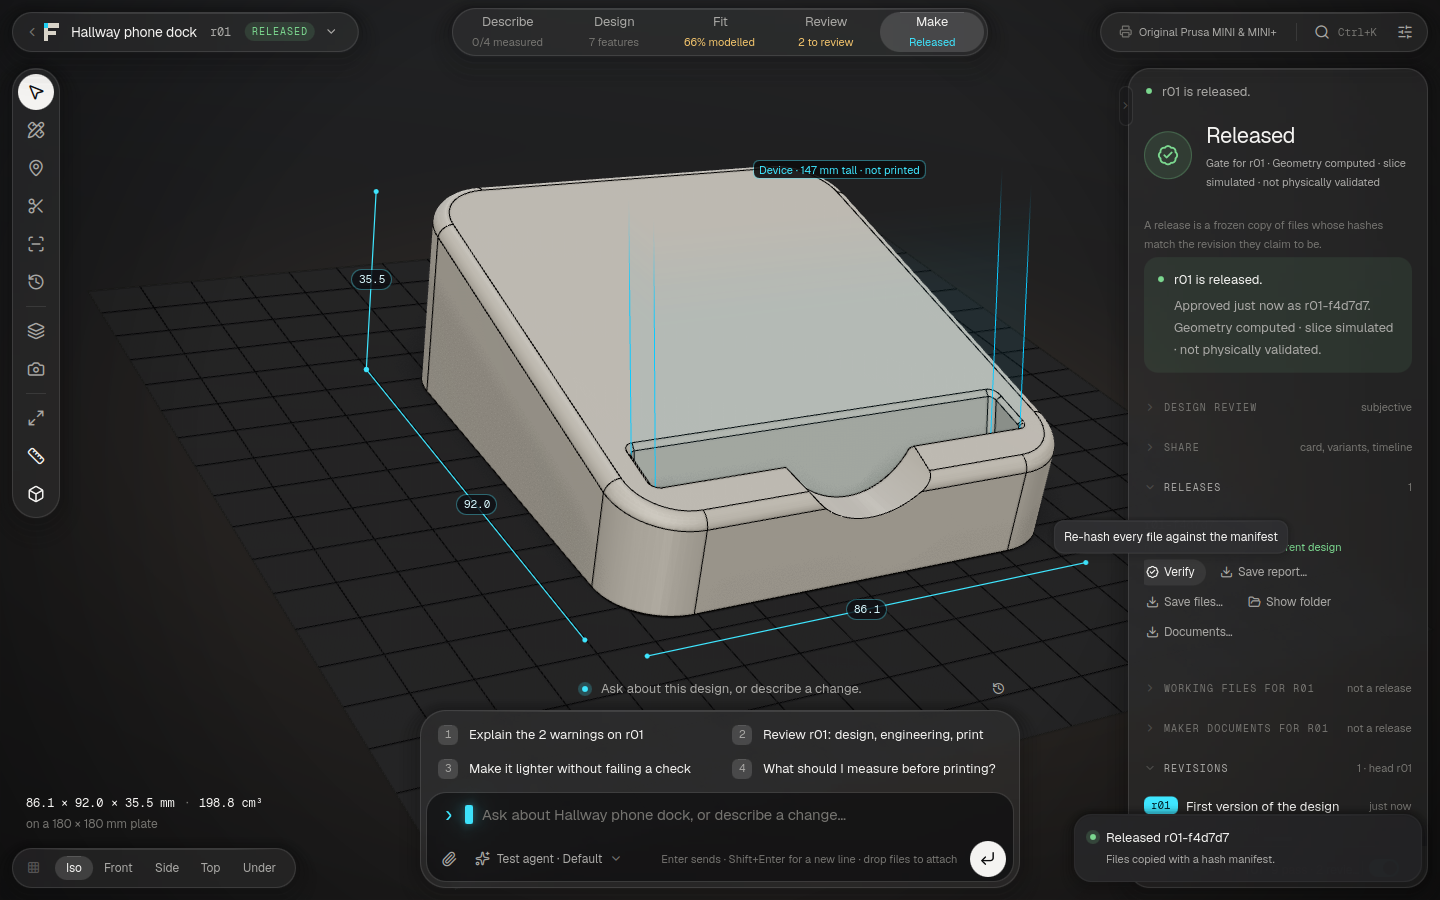 Hallway phone dock r01 RELEASED
Describe
0/4 measured
Design
7 features
Fit
66% modelled
Review
2 to review
Make
Released
Original Prusa MINI & MINI+
Ctrl+K
r01 is released.
Released
Gate for r01 · Geometry computed · slice
simulated · not physically validated
A release is a frozen copy of files whose hashes
match the revision they claim to be.
r01 is released.
Approved just now as r01-f4d7d7.
Geometry computed · slice simulated
· not physically validated.
DESIGN REVIEW subjective
SHARE card, variants, timeline
RELEASES 1
Re-hash every file against the manifest
design
Verify Save report…
Save files… Show folder
Documents…
WORKING FILES FOR R01 not a release
MAKER DOCUMENTS FOR R01 not a release
REVISIONS 1 · head r01
r01 First version of the design just now
Released r01-f4d7d7
Files copied with a hash manifest.
Device · 147 mm tall · not printed
35.5
92.0
86.1
Ask about this design, or describe a change.
1 Explain the 2 warnings on r01
2 Review r01: design, engineering, print
3 Make it lighter without failing a check
4 What should I measure before printing?
Ask about Hallway phone dock, or describe a change…
Test agent · Default
Enter sends · Shift+Enter for a new line · drop files to attach
86.1 × 92.0 × 35.5 mm · 198.8 cm³
on a 180 × 180 mm plate
Iso Front Side Top Under